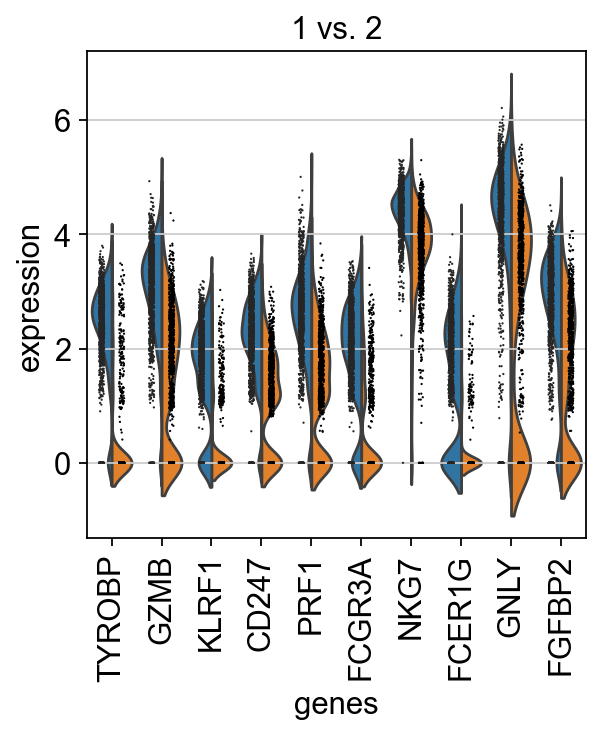 1 vs. 2
6
4
2
0
expression
TYROBP
GZMB
KLRF1
CD247
PRF1
FCGR3A
NKG7
FCER1G
GNLY
FGFBP2
genes